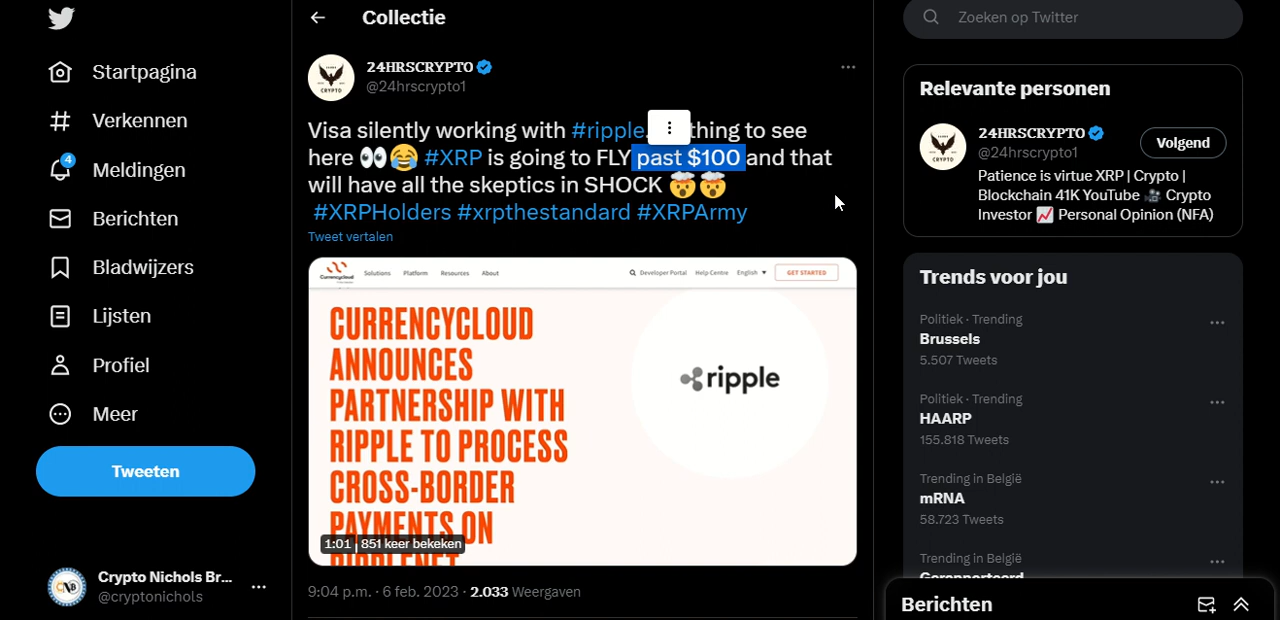 Startpagina
Verkennen
4
Meldingen
Berichten
Bladwijzers
Lijsten
Profiel
Meer
Tweeten
Crypto Nichols Br...
@cryptonichols
Collectie
CRYPTO
24HRSCRYPTO
@24hrscrypto1
Visa silently working with #ripple. thing to see
here 👀😂 #XRP is going to FLY past $100 and that
will have all the skeptics in SHOCK 🤯🤯
#XRPHolders #xrpthestandard #XRPArmy
Tweet vertalen
Currencycloud Solutions Platform Resources About Developer Portal Help Centre English GET STARTED
CURRENCYCLOUD
ANNOUNCES
PARTNERSHIP WITH
RIPPLE TO PROCESS
CROSS-BORDER
PAYMENTS ON
RIPPLENET
ripple
1:01 | 851 keer bekeken
9:04 p.m. · 6 feb. 2023 · 2.033 Weergaven
Zoeken op Twitter
Relevante personen
CRYPTO
24HRSCRYPTO
@24hrscrypto1
Volgend
Patience is virtue XRP | Crypto |
Blockchain 41K YouTube 🎥 Crypto
Investor 📈 Personal Opinion (NFA)
Trends voor jou
Politiek · Trending
Brussels
5.507 Tweets
Politiek · Trending
HAARP
155.818 Tweets
Trending in België
mRNA
58.723 Tweets
Trending in België
Gerapporteerd
Berichten